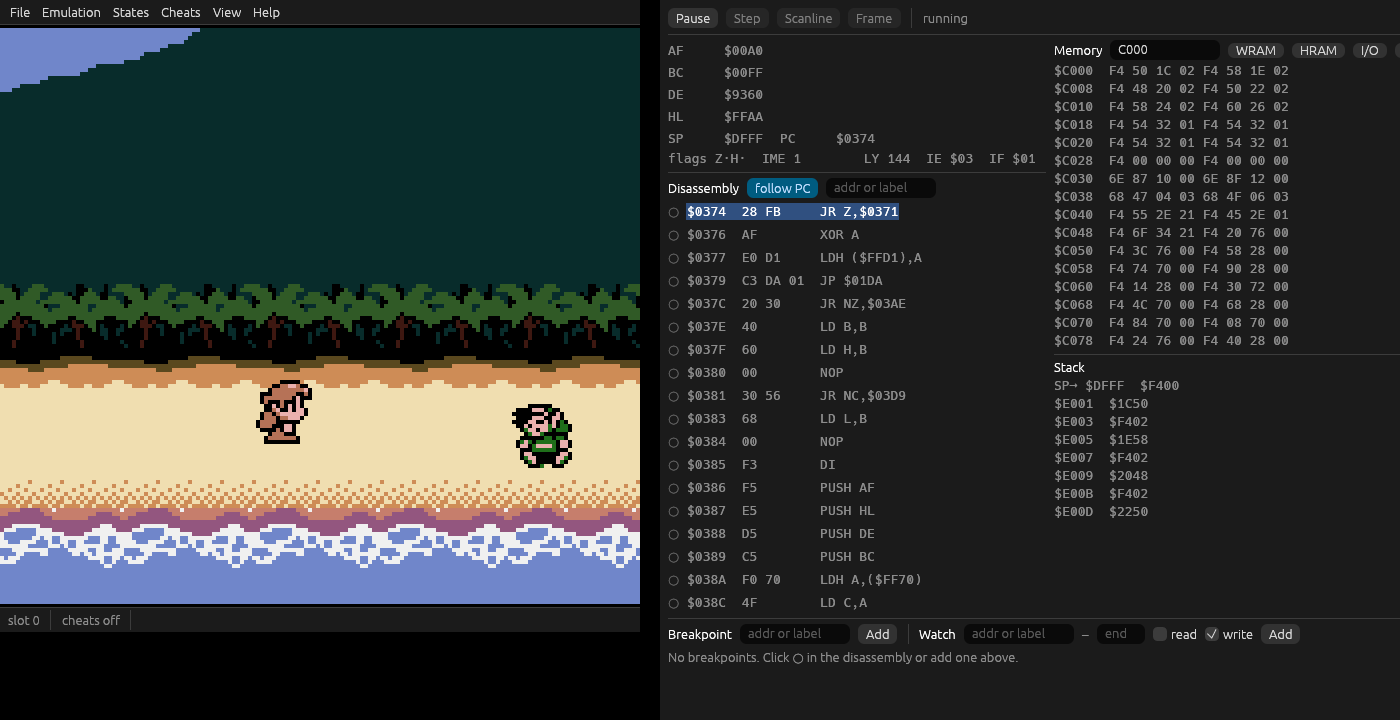 File Emulation States Cheats View Help
slot 0 cheats off
Pause Step Scanline Frame running
AF $00A0
BC $00FF
DE $9360
HL $FFAA
SP $DFFF PC $0374
flags Z·H· IME 1 LY 144 IE $03 IF $01
Disassembly follow PC addr or label
$0374 28 FB JR Z,$0371
$0376 AF XOR A
$0377 E0 D1 LDH ($FFD1),A
$0379 C3 DA 01 JP $01DA
$037C 20 30 JR NZ,$03AE
$037E 40 LD B,B
$037F 60 LD H,B
$0380 00 NOP
$0381 30 56 JR NC,$03D9
$0383 68 LD L,B
$0384 00 NOP
$0385 F3 DI
$0386 F5 PUSH AF
$0387 E5 PUSH HL
$0388 D5 PUSH DE
$0389 C5 PUSH BC
$038A F0 70 LDH A,($FF70)
$038C 4F LD C,A
Memory C000 WRAM HRAM I/O
$C000 F4 50 1C 02 F4 58 1E 02
$C008 F4 48 20 02 F4 50 22 02
$C010 F4 58 24 02 F4 60 26 02
$C018 F4 54 32 01 F4 54 32 01
$C020 F4 54 32 01 F4 54 32 01
$C028 F4 00 00 00 F4 00 00 00
$C030 6E 87 10 00 6E 8F 12 00
$C038 68 47 04 03 68 4F 06 03
$C040 F4 55 2E 21 F4 45 2E 01
$C048 F4 6F 34 21 F4 20 76 00
$C050 F4 3C 76 00 F4 58 28 00
$C058 F4 74 70 00 F4 90 28 00
$C060 F4 14 28 00 F4 30 72 00
$C068 F4 4C 70 00 F4 68 28 00
$C070 F4 84 70 00 F4 08 70 00
$C078 F4 24 76 00 F4 40 28 00
Stack
SP→ $DFFF $F400
$E001 $1C50
$E003 $F402
$E005 $1E58
$E007 $F402
$E009 $2048
$E00B $F402
$E00D $2250
Breakpoint addr or label Add Watch addr or label – end read write Add
No breakpoints. Click ○ in the disassembly or add one above.